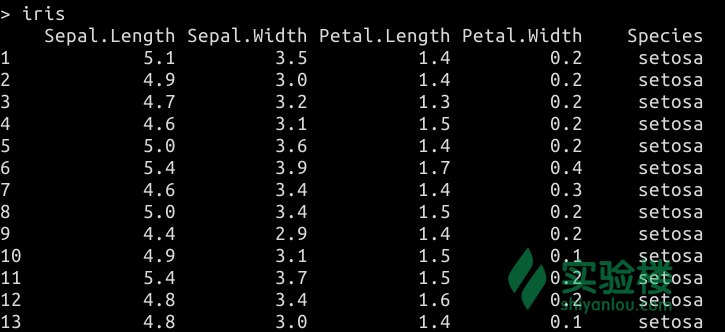 > iris
Sepal.Length Sepal.Width Petal.Length Petal.Width Species
1 5.1 3.5 1.4 0.2 setosa
2 4.9 3.0 1.4 0.2 setosa
3 4.7 3.2 1.3 0.2 setosa
4 4.6 3.1 1.5 0.2 setosa
5 5.0 3.6 1.4 0.2 setosa
6 5.4 3.9 1.7 0.4 setosa
7 4.6 3.4 1.4 0.3 setosa
8 5.0 3.4 1.5 0.2 setosa
9 4.4 2.9 1.4 0.2 setosa
10 4.9 3.1 1.5 0.1 setosa
11 5.4 3.7 1.5 0.2 setosa
12 4.8 3.4 1.6 0.2 setosa
13 4.8 3.0 1.4 0.1 setosa
实验楼
shiyanlou.com